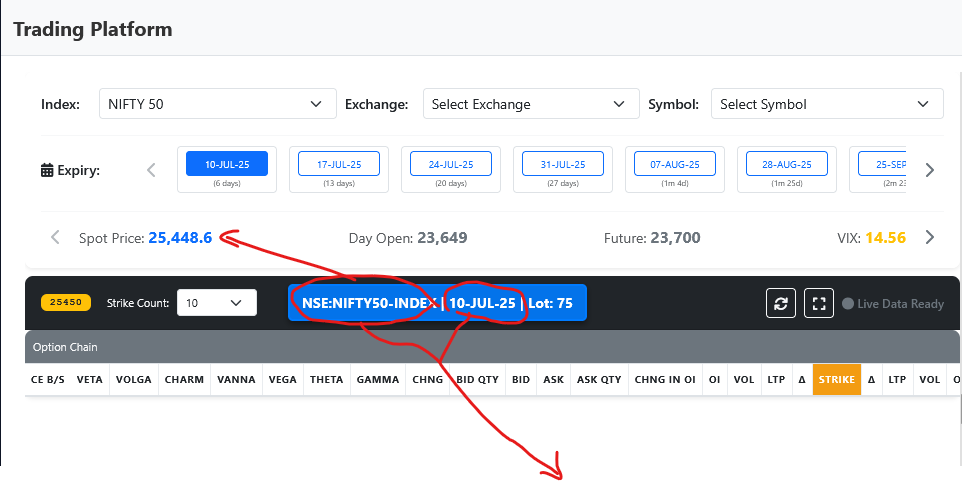 Trading Platform
Index: NIFTY 50 Exchange: Select Exchange Symbol: Select Symbol
Expiry: 10-JUL-25 17-JUL-25 24-JUL-25 31-JUL-25 07-AUG-25 28-AUG-25 25-SEP
(6 days) (13 days) (20 days) (27 days) (1m 4d) (1m 25d) (2m 23
Spot Price: 25,448.6 Day Open: 23,649 Future: 23,700 VIX: 14.56
25450 Strike Count: 10 NSE:NIFTY50-INDEX | 10-JUL-25 | Lot: 75 Live Data Ready
Option Chain
CE B/S VETA VOLGA CHARM VANNA VEGA THETA GAMMA CHNG BID QTY BID ASK ASK QTY CHNG IN OI OI VOL LTP Δ STRIKE Δ LTP VOL O